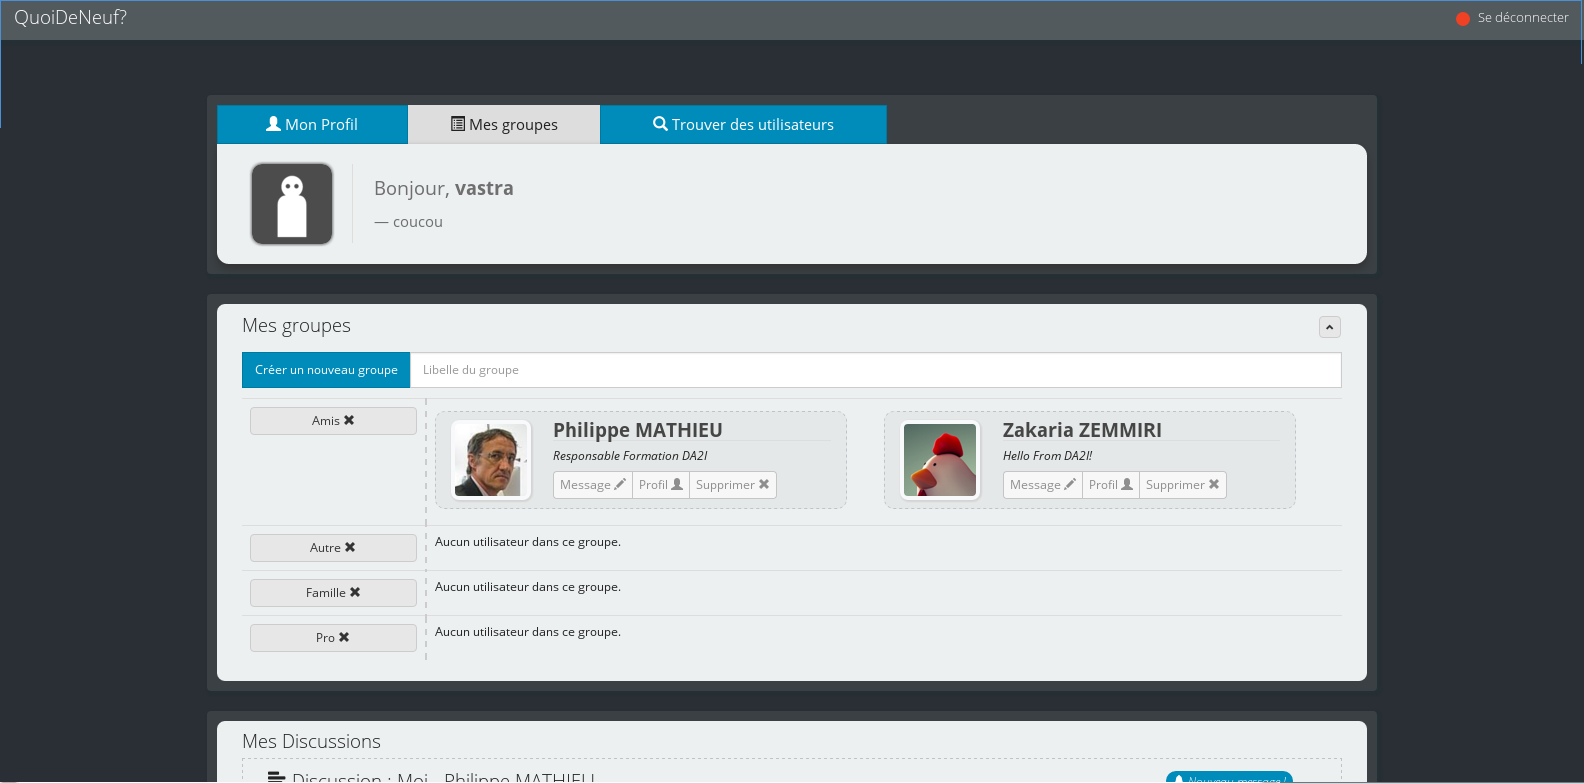 QuoiDeNeuf?
Se déconnecter
Mon Profil
Mes groupes
Trouver des utilisateurs
Bonjour, vastra
— coucou
Mes groupes
Créer un nouveau groupe
Libelle du groupe
Amis
Philippe MATHIEU
Responsable Formation DA2I
Message
Profil
Supprimer
Zakaria ZEMMIRI
Hello From DA2I!
Message
Profil
Supprimer
Autre
Aucun utilisateur dans ce groupe.
Famille
Aucun utilisateur dans ce groupe.
Pro
Aucun utilisateur dans ce groupe.
Mes Discussions
Discussion : Moi - Philippe MATHIEU
Nouveau message !